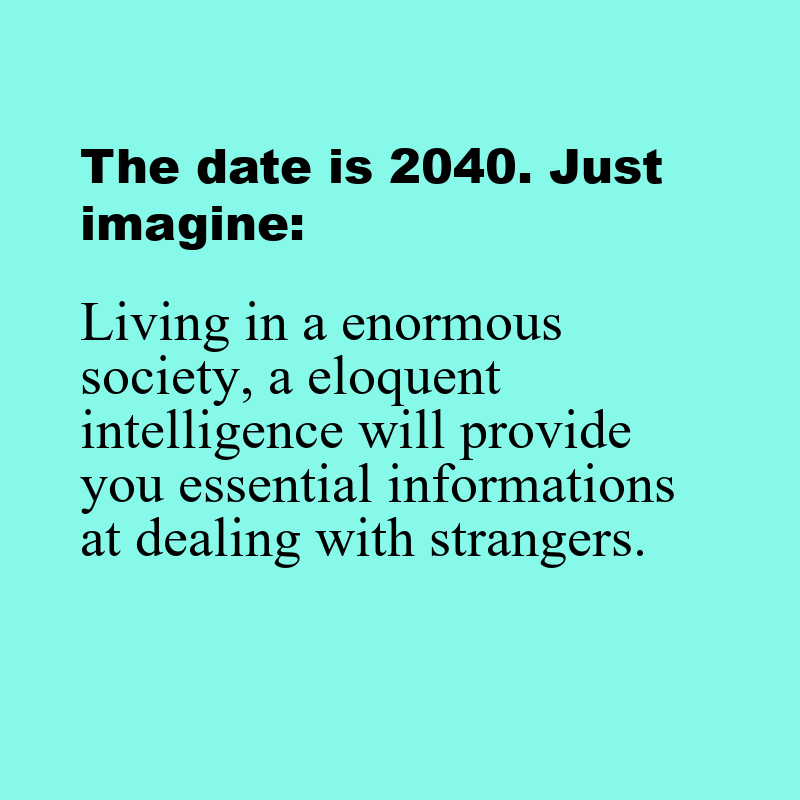 The date is 2040. Just
imagine:
Living in a enormous
society, a eloquent
intelligence will provide
you essential informations
at dealing with strangers.